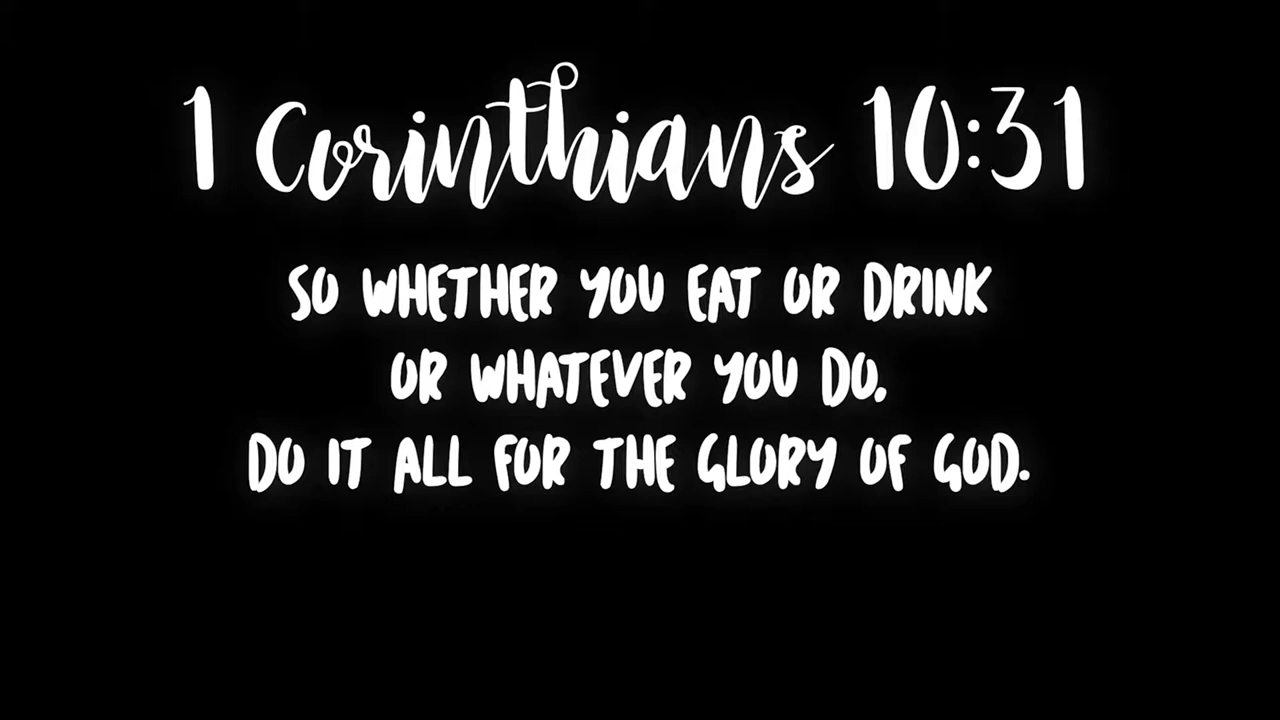 1 Corinthians 10:31
SO WHETHER YOU EAT OR DRINK
OR WHATEVER YOU DO,
DO IT ALL FOR THE GLORY OF GOD.